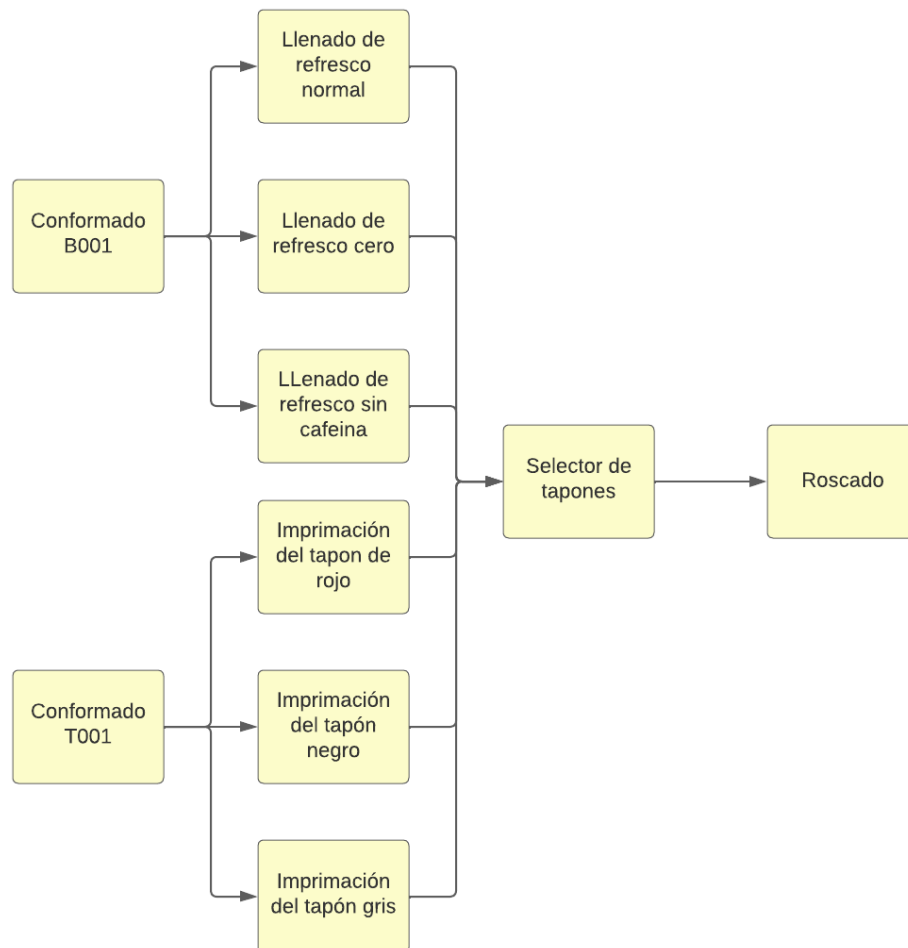 Llenado de
refresco
normal
Conformado
B001
Llenado de
refresco cero
LLenado de
refresco sin
cafeina
Selector de
tapones
Roscado
Imprimación
del tapon de
rojo
Conformado
T001
Imprimación
del tapón
negro
Imprimación
del tapón gris